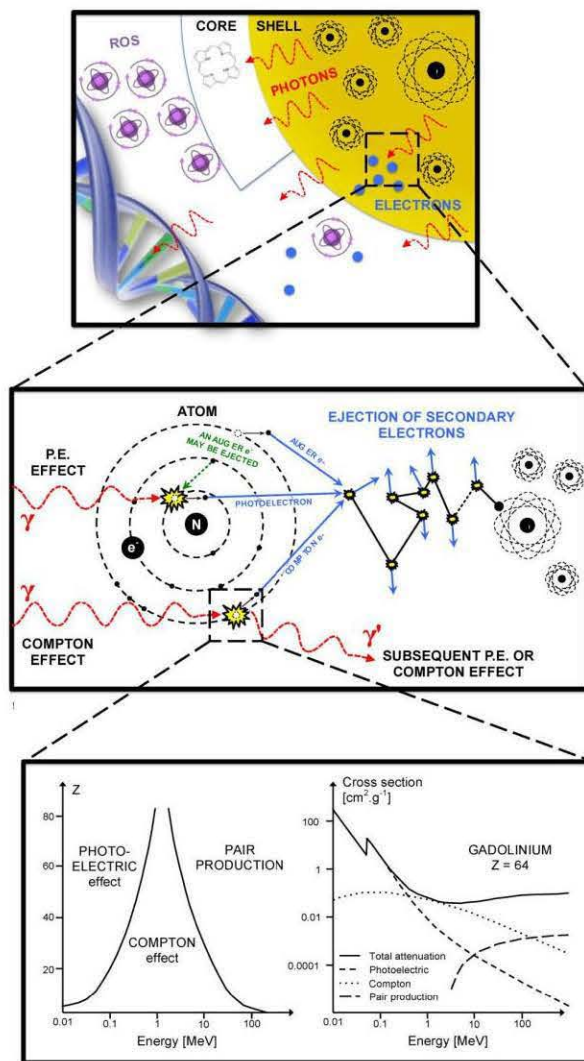 ROS
CORE
SHELL
PHOTONS
ELECTRONS
ATOM
P.E.
EFFECT
AN AUGER e-
MAY BE EJECTED
AUGER e-
EJECTION OF SECONDARY
ELECTRONS
γ
PHOTOELECTRON
N
e-
COMPTON e-
γ
γ'
COMPTON
EFFECT
SUBSEQUENT P.E. OR
COMPTON EFFECT
Z
80
60
40
20
PHOTO-
ELECTRIC
effect
PAIR
PRODUCTION
COMPTON
effect
0.01 0.1 1 10 100
Energy [MeV]
Cross section
[cm².g⁻¹]
100
1
0.01
0.0001
GADOLINIUM
Z = 64
Total attenuation
Photoelectric
Compton
Pair production
0.01 0.1 1 10 100
Energy [MeV]